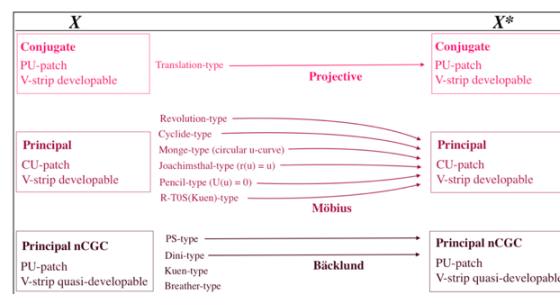 X X*
Conjugate
PU-patch
V-strip developable
Translation-type
Projective
Conjugate
PU-patch
V-strip developable
Revolution-type
Cyclide-type
Monge-type (circular u-curve)
Joachimsthal-type (r(u) = u)
Pencil-type (U(u) = 0)
R-T0S(Kuen)-type
Möbius
Principal
CU-patch
V-strip developable
Principal
CU-patch
V-strip developable
Principal nCGC
PU-patch
V-strip quasi-developable
PS-type
Dini-type
Kuen-type
Breather-type
Bäcklund
Principal nCGC
PU-patch
V-strip quasi-developable